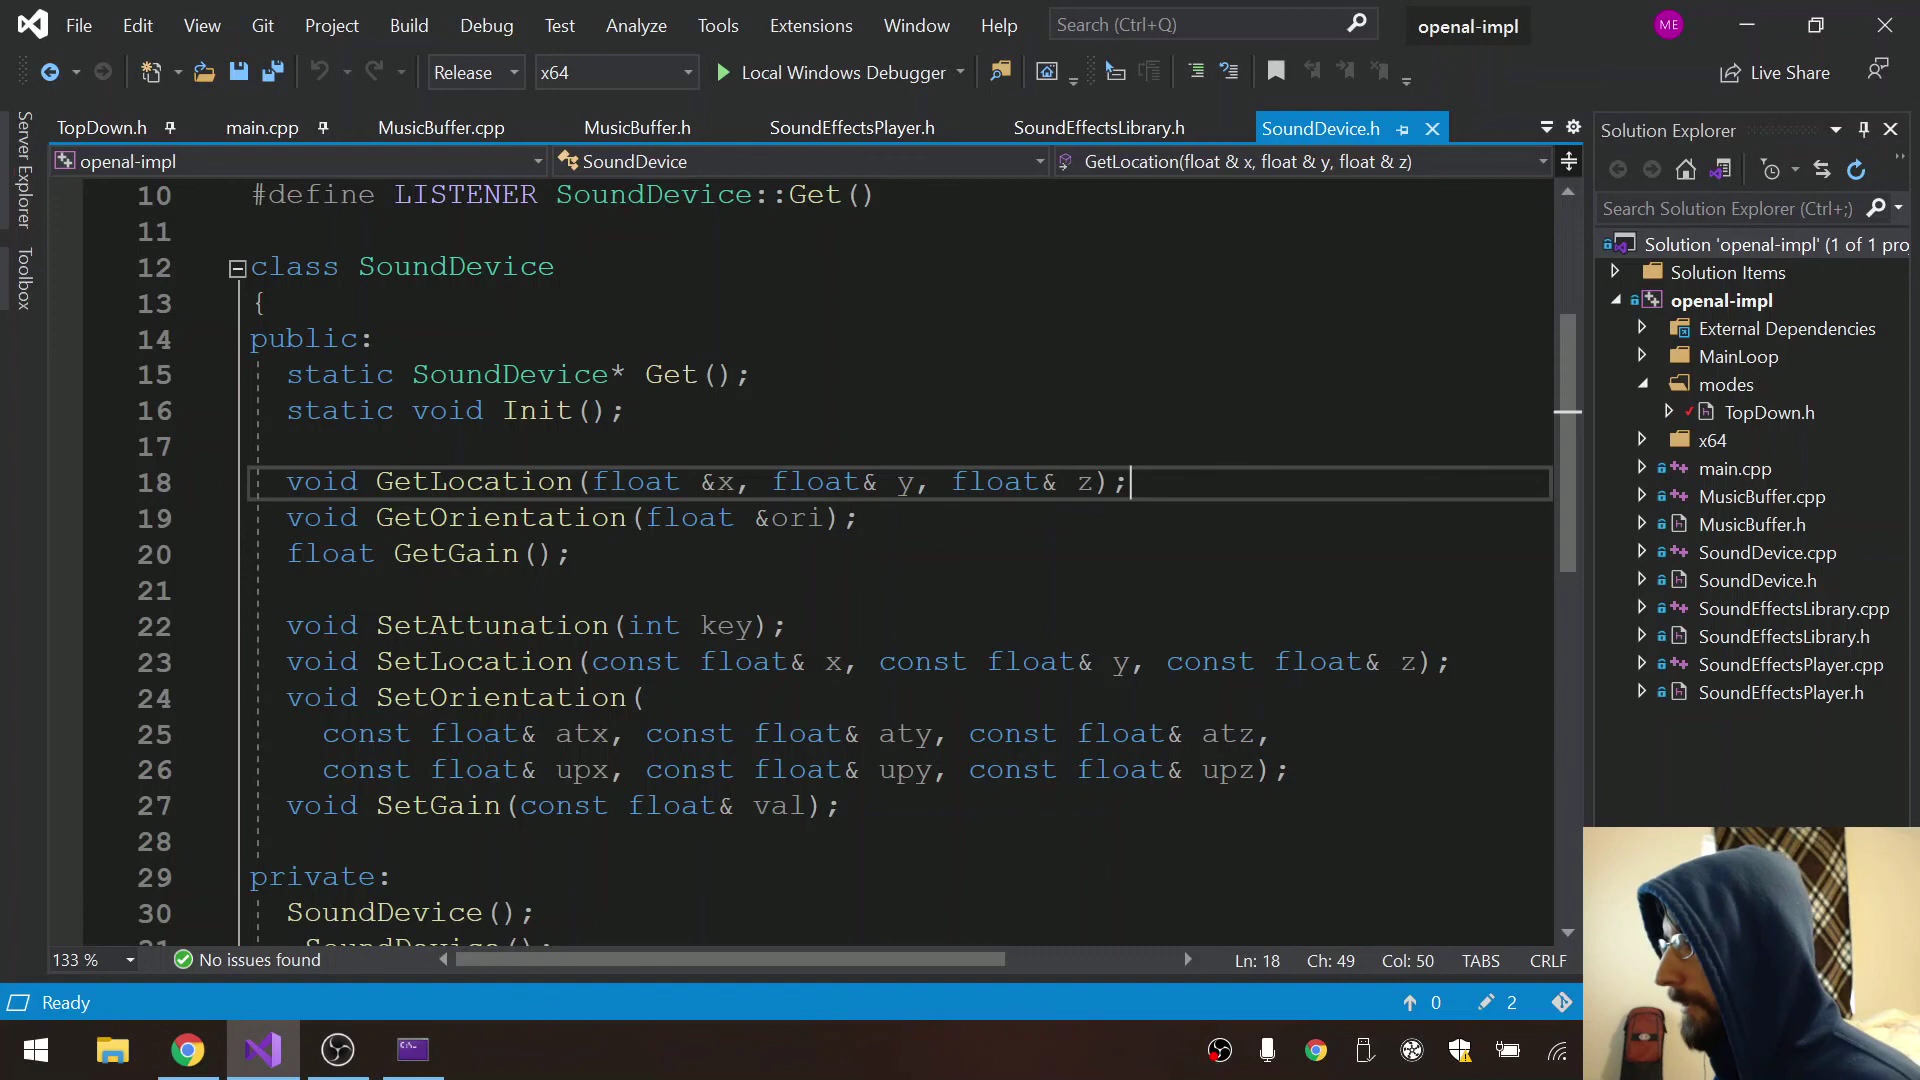 File Edit View Git Project Build Debug Test Analyze Tools Extensions Window Help Search (Ctrl+Q) openal-impl ME
Release x64 Local Windows Debugger Live Share
Server Explorer
Toolbox
TopDown.h main.cpp MusicBuffer.cpp MusicBuffer.h SoundEffectsPlayer.h SoundEffectsLibrary.h SoundDevice.h
openal-impl SoundDevice GetLocation(float & x, float & y, float & z)
10 #define LISTENER SoundDevice::Get()
11
12 class SoundDevice
13 {
14 public:
15 static SoundDevice* Get();
16 static void Init();
17
18 void GetLocation(float &x, float& y, float& z);
19 void GetOrientation(float &ori);
20 float GetGain();
21
22 void SetAttunation(int key);
23 void SetLocation(const float& x, const float& y, const float& z);
24 void SetOrientation(
25 const float& atx, const float& aty, const float& atz,
26 const float& upx, const float& upy, const float& upz);
27 void SetGain(const float& val);
28
29 private:
30 SoundDevice();
133 % No issues found Ln: 18 Ch: 49 Col: 50 TABS CRLF
Ready 0 2
Solution Explorer
Search Solution Explorer (Ctrl+;)
Solution 'openal-impl' (1 of 1 pro
Solution Items
openal-impl
External Dependencies
MainLoop
modes
TopDown.h
x64
main.cpp
MusicBuffer.cpp
MusicBuffer.h
SoundDevice.cpp
SoundDevice.h
SoundEffectsLibrary.cpp
SoundEffectsLibrary.h
SoundEffectsPlayer.cpp
SoundEffectsPlayer.h